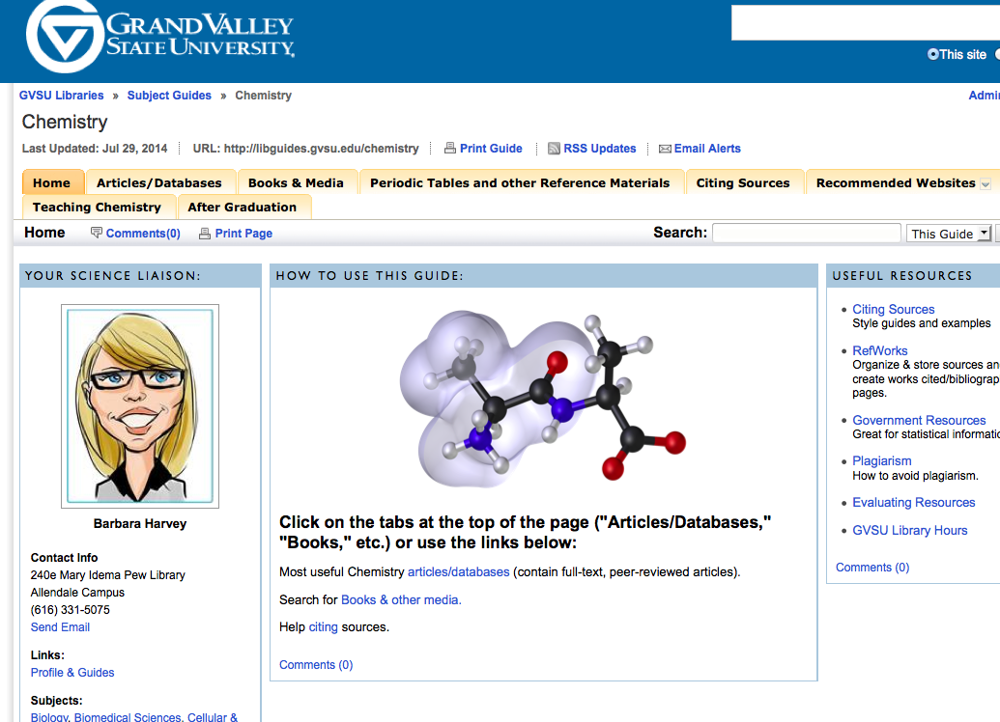 GRAND VALLEY
STATE UNIVERSITY.
This site
GVSU Libraries » Subject Guides » Chemistry
Chemistry
Last Updated: Jul 29, 2014 URL: http://libguides.gvsu.edu/chemistry Print Guide RSS Updates Email Alerts
Home Articles/Databases Books & Media Periodic Tables and other Reference Materials Citing Sources Recommended Websites
Teaching Chemistry After Graduation
Home Comments(0) Print Page Search: This Guide
YOUR SCIENCE LIAISON:
Barbara Harvey
Contact Info
240e Mary Idema Pew Library
Allendale Campus
(616) 331-5075
Send Email
Links:
Profile & Guides
Subjects:
Biology, Biomedical Sciences, Cellular &
HOW TO USE THIS GUIDE:
Click on the tabs at the top of the page ("Articles/Databases,"
"Books," etc.) or use the links below:
Most useful Chemistry articles/databases (contain full-text, peer-reviewed articles).
Search for Books & other media.
Help citing sources.
Comments (0)
USEFUL RESOURCES
Citing Sources
Style guides and examples
RefWorks
Organize & store sources
create works
pages.
Government Resources
Great for statistical
Plagiarism
How to avoid plagiarism.
Evaluating Resources
GVSU Library Hours
Comments (0)